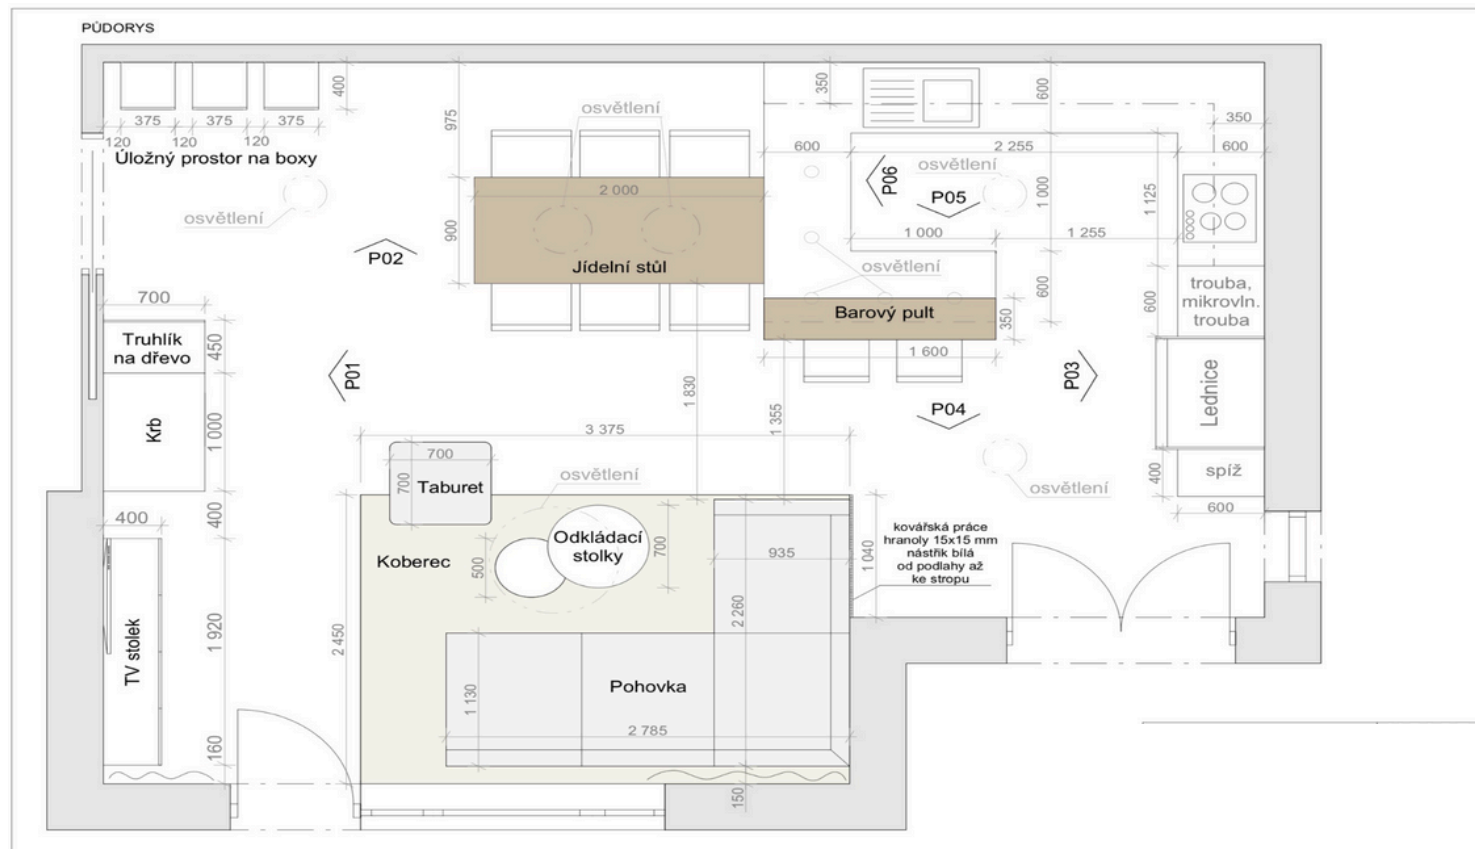 PŮDORYS
400
375
375
375
120
120
120
Úložný prostor na boxy
osvětlení
975
osvětlení
2 000
900
Jídelní stůl
P02
350
600
350
600
2 255
600
P06
osvětlení
P05
1 000
1 125
1 000
1 255
osvětlení
600
600
trouba,
mikrovln.
trouba
Barový pult
350
1 600
700
Truhlík
na dřevo
450
P01
Krb
1 000
1 830
1 355
P03
Lednice
P04
3 375
700
700
Taburet
osvětlení
osvětlení
400
spíž
600
400
400
Koberec
500
Odkládací
stolky
700
935
1 040
kovářská práce
hranoly 15x15 mm
nástřik bílá
od podlahy až
ke stropu
2 260
TV stolek
1 920
2 450
1 130
Pohovka
2 785
160
150